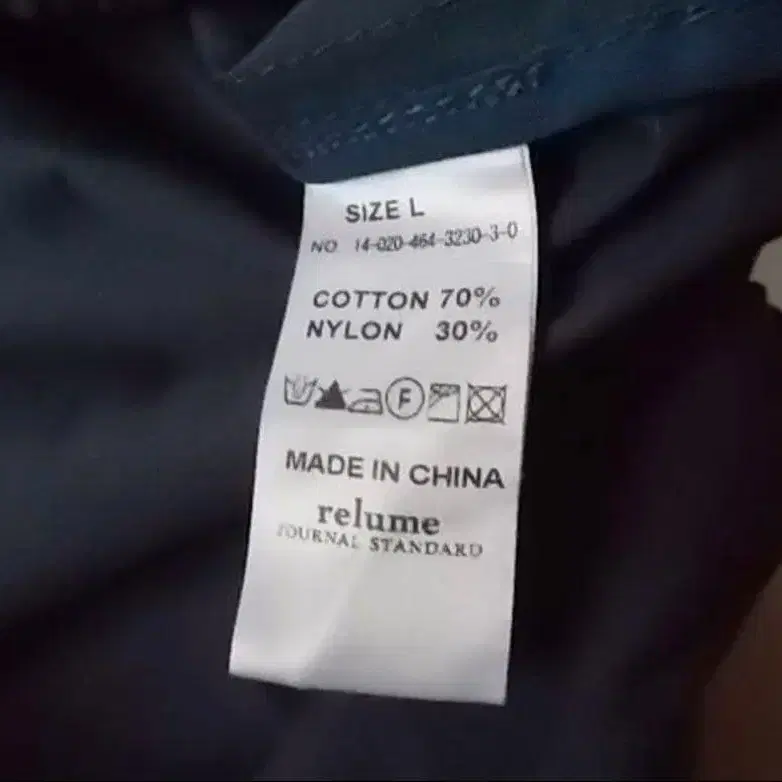 SIZE L
NO 14-020-464-3230-3-0
COTTON 70%
NYLON 30%
F
MADE IN CHINA
relume
JOURNAL STANDARD